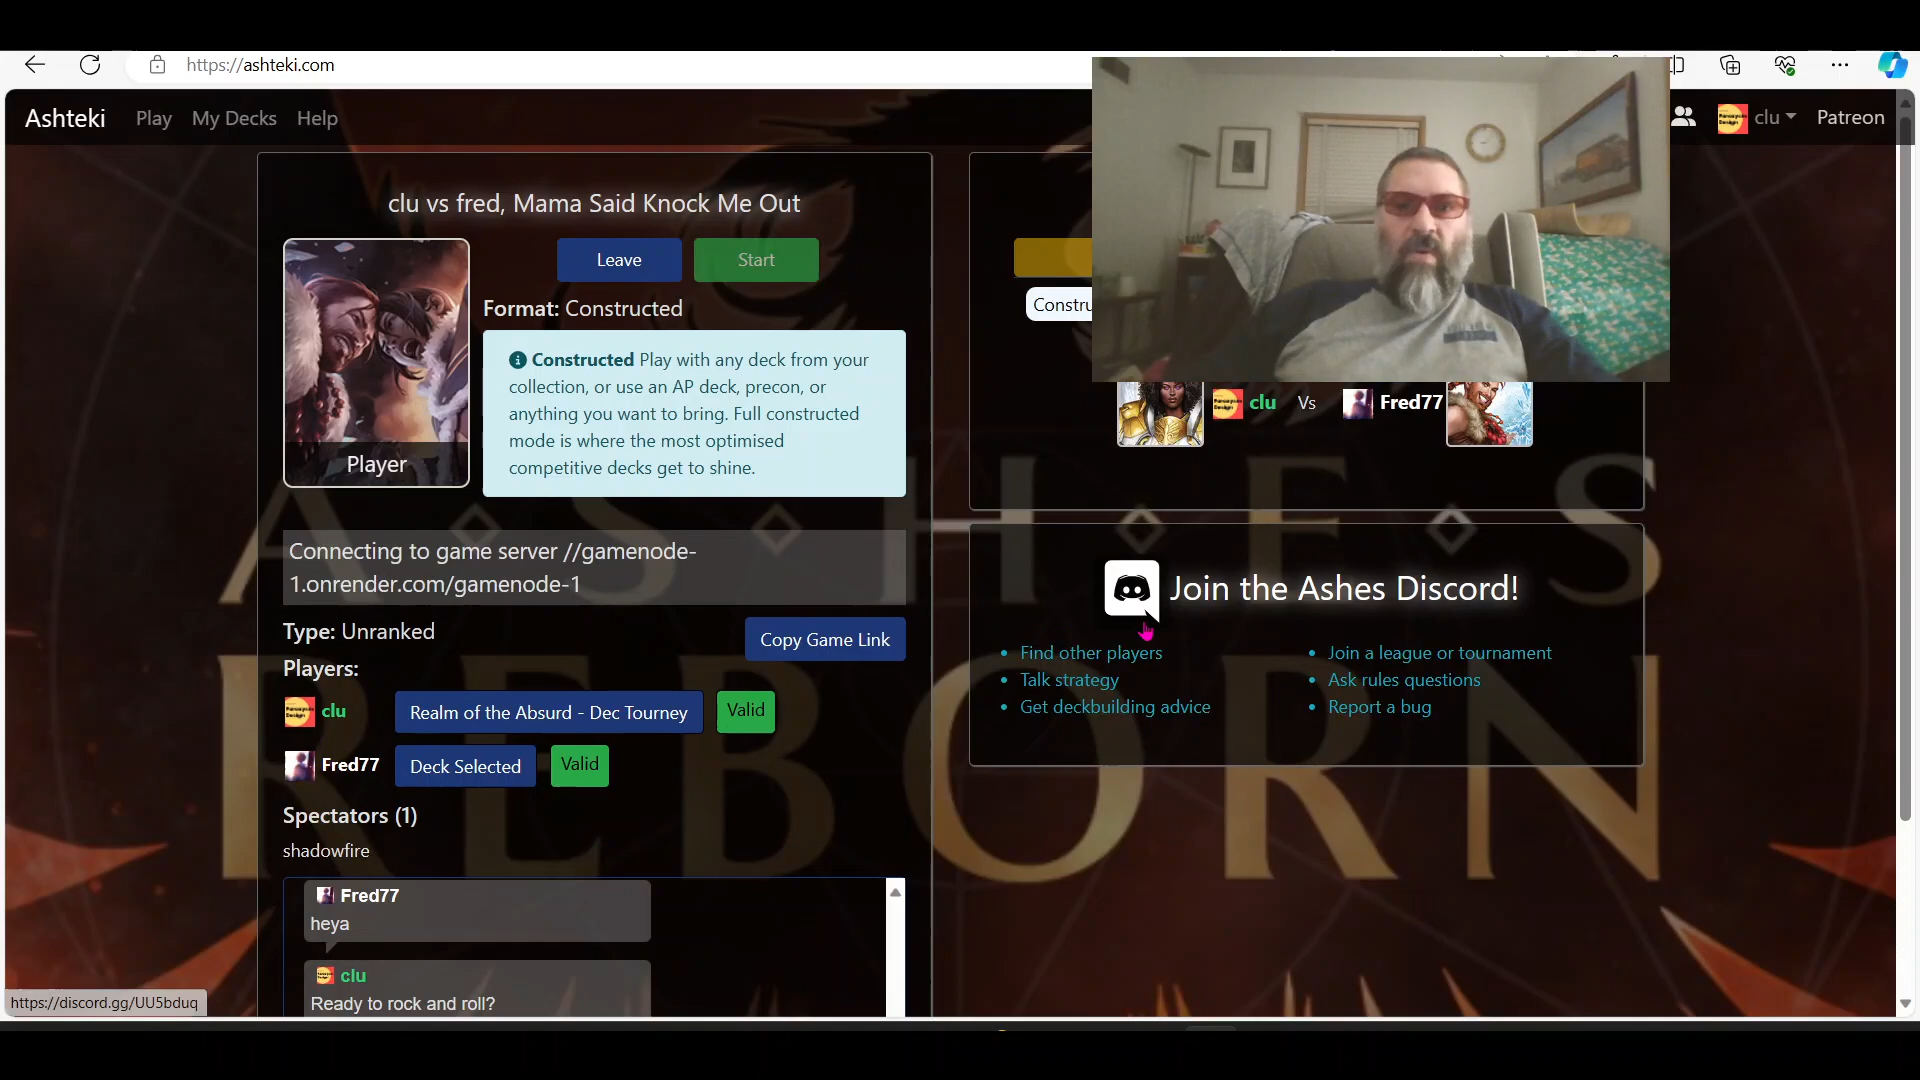 https://ashteki.com
Ashteki Play My Decks Help
clu Patreon
clu vs fred, Mama Said Knock Me Out
Leave Start
Format: Constructed
Constructed Play with any deck from your
collection, or use an AP deck, precon, or
anything you want to bring. Full constructed
mode is where the most optimised
competitive decks get to shine.
Player
Connecting to game server //gamenode-
1.onrender.com/gamenode-1
Type: Unranked
Copy Game Link
Players:
clu Realm of the Absurd - Dec Tourney Valid
Fred77 Deck Selected Valid
Spectators (1)
shadowfire
Fred77
heya
clu
Ready to rock and roll?
https://discord.gg/UU5bduq
Constru
clu Vs Fred77
Join the Ashes Discord!
Find other players
Talk strategy
Get deckbuilding advice
Join a league or tournament
Ask rules questions
Report a bug
ASHES
REBORN